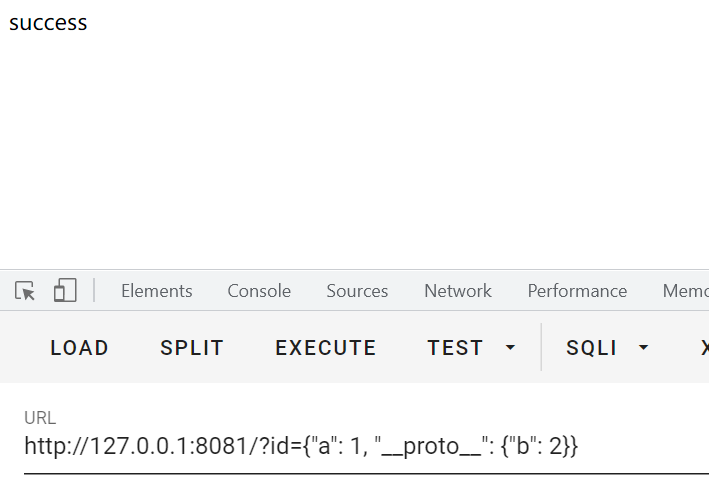 success
Elements Console Sources Network Performance
LOAD SPLIT EXECUTE TEST SQLI X
URL
http://127.0.0.1:8081/?id={"a": 1, "__proto__": {"b": 2}}